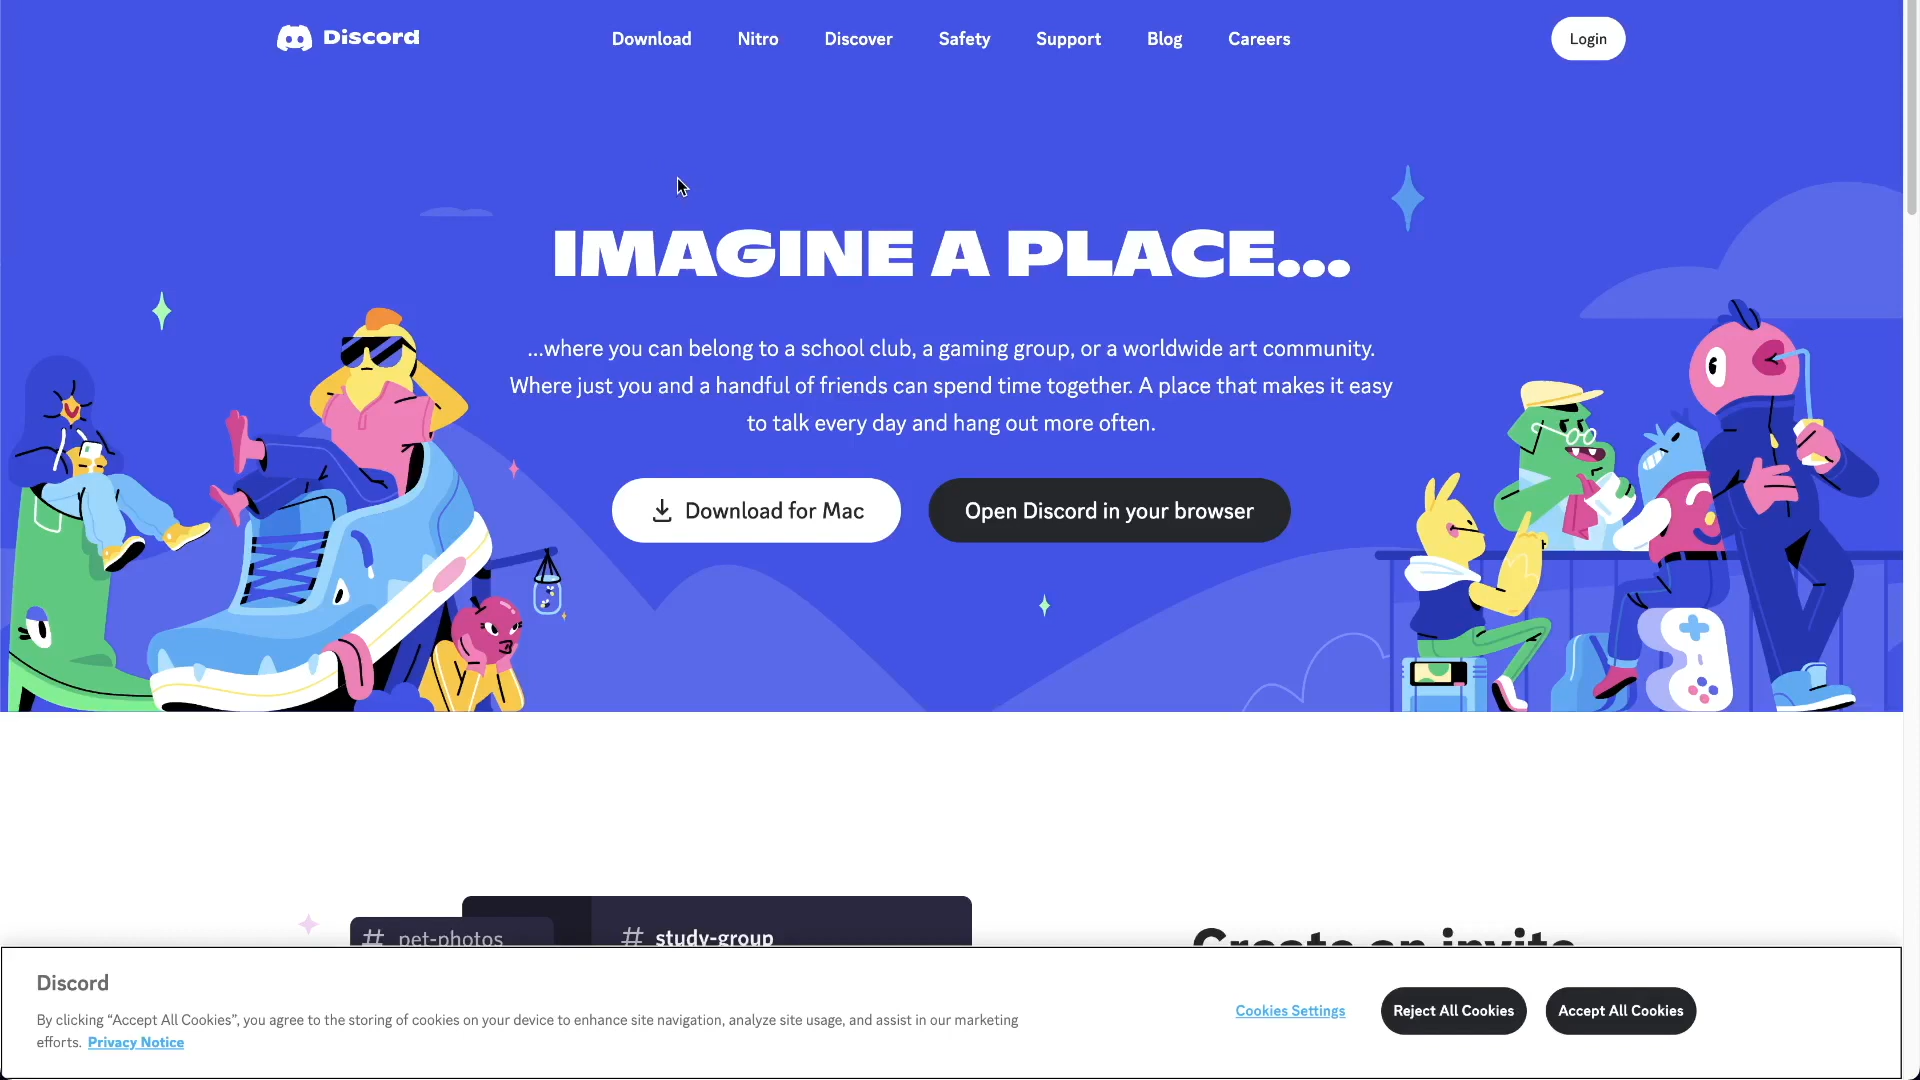 Discord
Download
Nitro
Discover
Safety
Support
Blog
Careers
Login
IMAGINE A PLACE...
...where you can belong to a school club, a gaming group, or a worldwide art community.
Where just you and a handful of friends can spend time together. A place that makes it easy
to talk every day and hang out more often.
Download for Mac
Open Discord in your browser
# pet-photos
# study-group
Create an invite
Discord
By clicking “Accept All Cookies”, you agree to the storing of cookies on your device to enhance site navigation, analyze site usage, and assist in our marketing
efforts. Privacy Notice
Cookies Settings
Reject All Cookies
Accept All Cookies